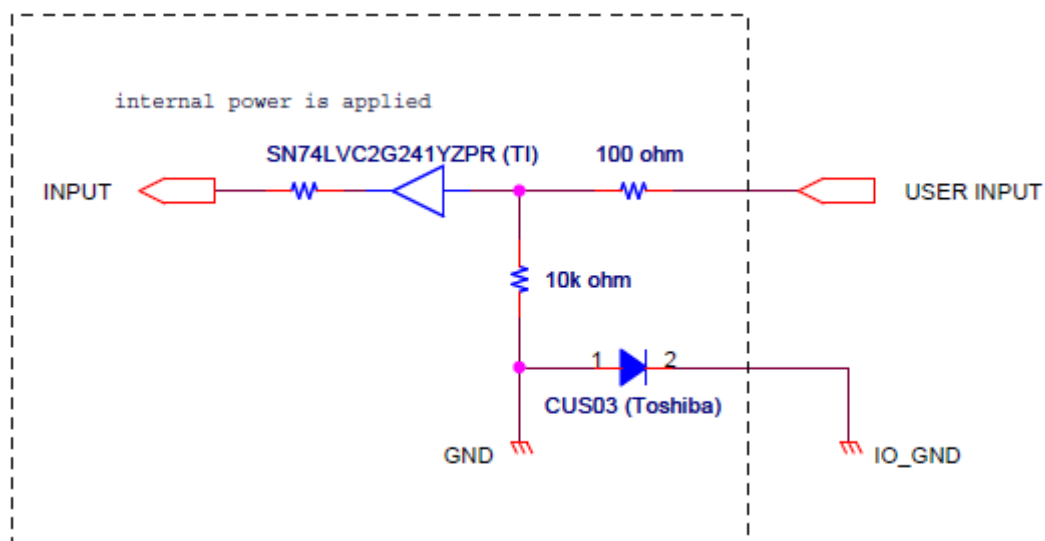 internal power is applied
SN74LVC2G241YZPR (TI)
100 ohm
INPUT
USER INPUT
10k ohm
1
2
CUS03 (Toshiba)
GND
IO_GND